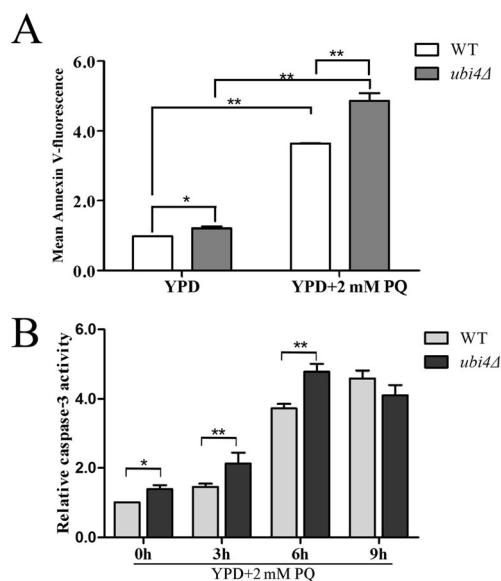 A
WT
ubi4Δ
Mean Annexin V-fluorescence
6.0
4.0
2.0
0.0
**
**
**
*
YPD
YPD+2 mM PQ
B
WT
ubi4Δ
Relative caspase-3 activity
6.0
4.0
2.0
0.0
*
**
**
0h
3h
6h
9h
YPD+2 mM PQ